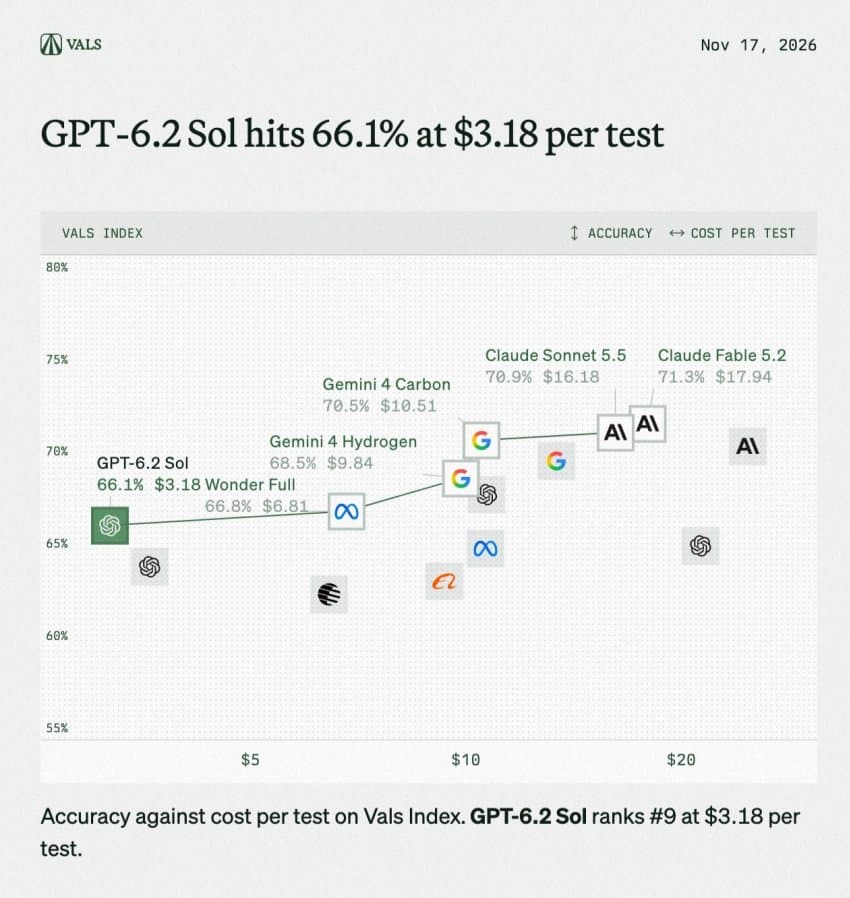 VALS
Nov 17, 2026
GPT-6.2 Sol hits 66.1% at $3.18 per test
VALS INDEX
↕ ACCURACY ↔ COST PER TEST
80%
75%
Claude Sonnet 5.5
70.9% $16.18
Claude Fable 5.2
71.3% $17.94
Gemini 4 Carbon
70.5% $10.51
Gemini 4 Hydrogen
68.5% $9.84
70%
GPT-6.2 Sol
66.1% $3.18
Wonder Full
66.8% $6.81
65%
60%
55%
$5
$10
$20
Accuracy against cost per test on Vals Index. GPT-6.2 Sol ranks #9 at $3.18 per
test.